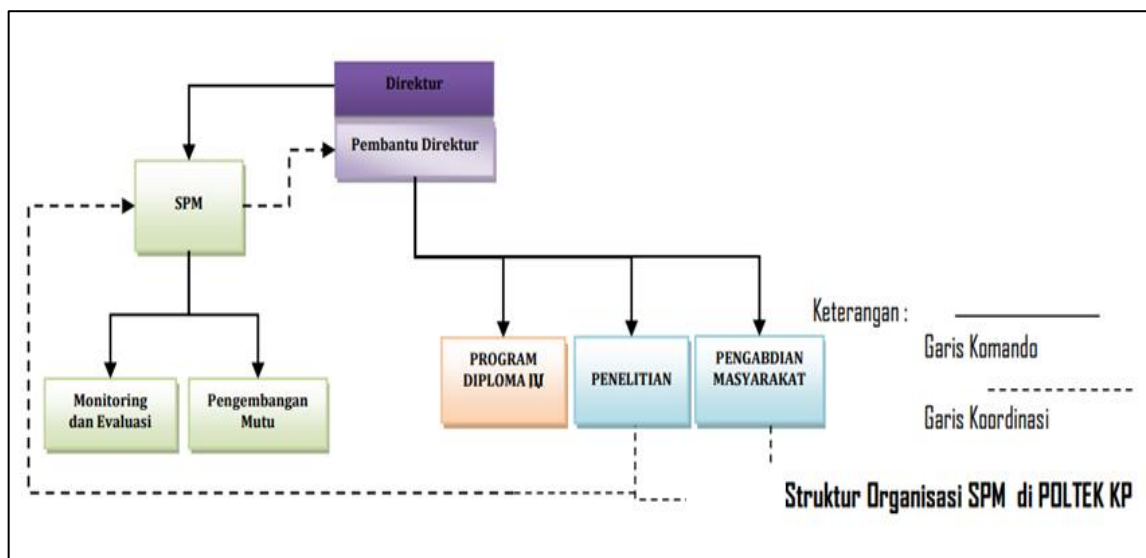 Direktur
Pembantu Direktur
SPM
Monitoring
dan Evaluasi
Pengembangan
Mutu
PROGRAM
DIPLOMA IV
PENELITIAN
PENGABDIAN
MASYARAKAT
Keterangan :
Garis Komando
Garis Koordinasi
Struktur Organisasi SPM di POLTEK KP